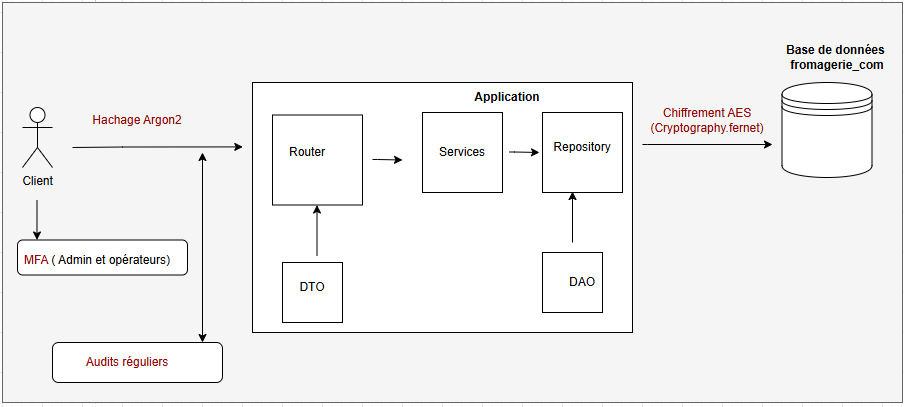 Base de données
fromagerie_com
Application
Hachage Argon2
Chiffrement AES
(Cryptography.fernet)
Router
Services
Repository
Client
MFA ( Admin et opérateurs)
DTO
DAO
Audits réguliers